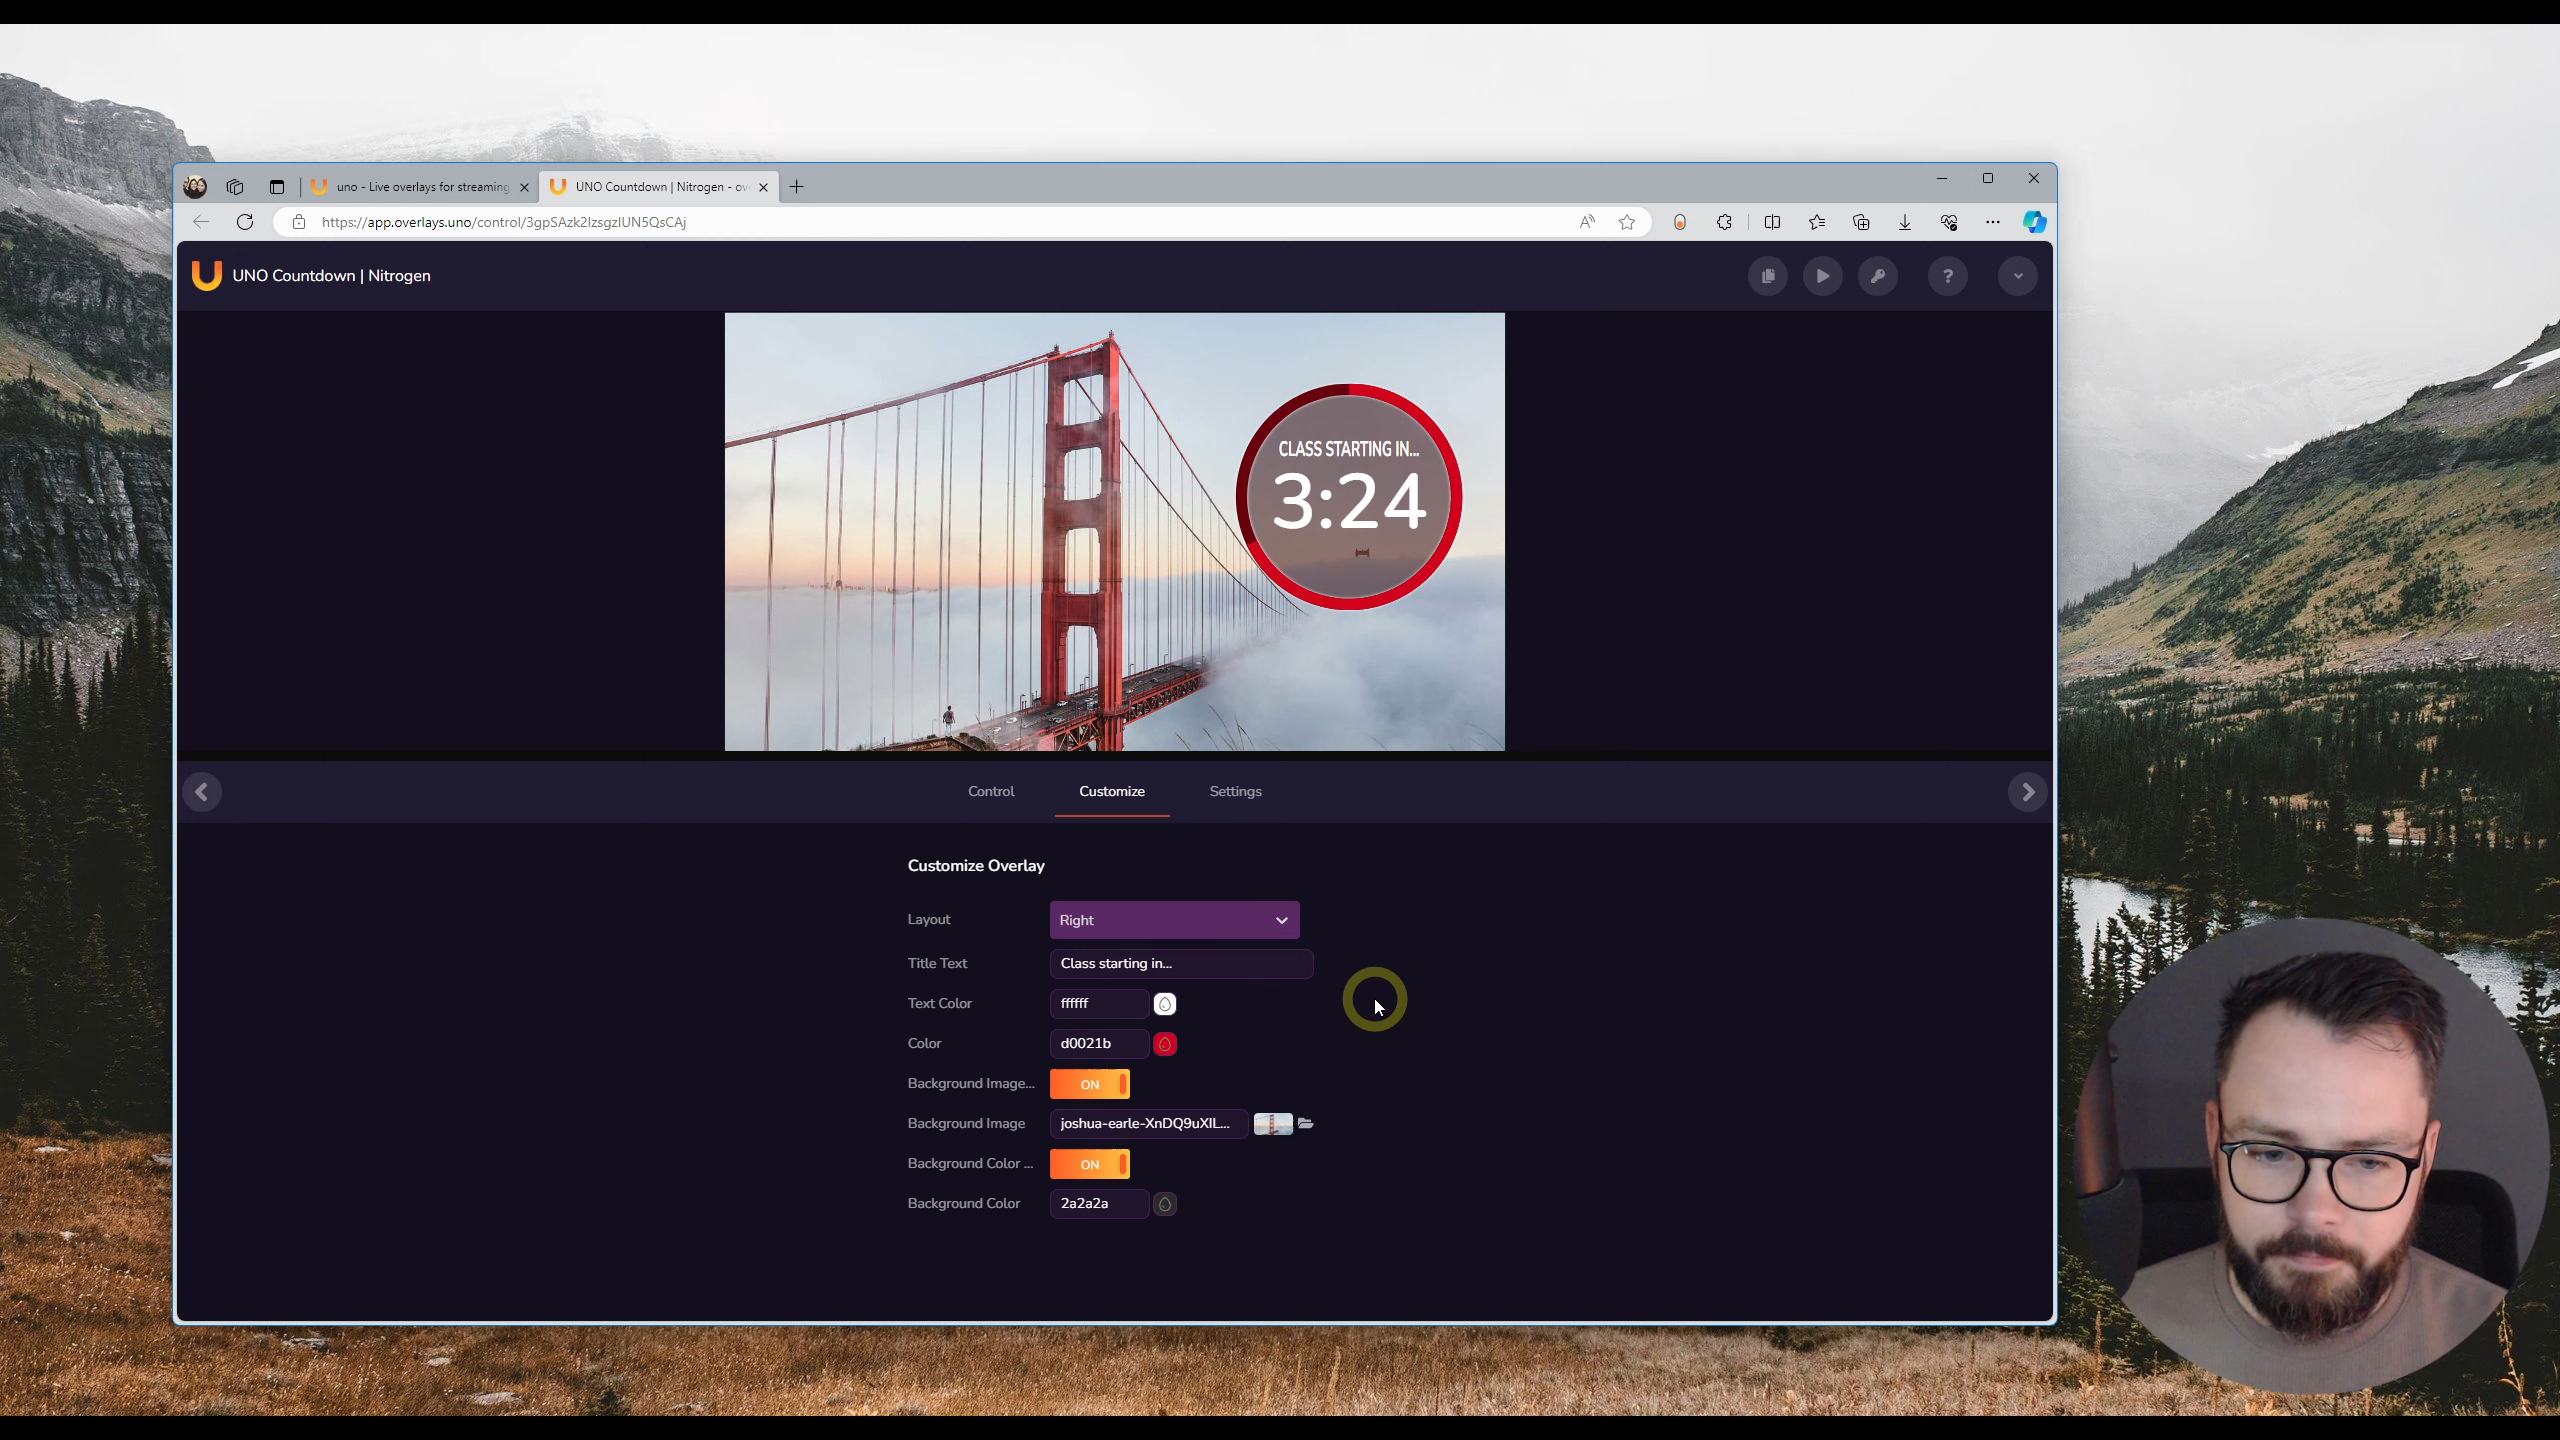 uno - Live overlays for streaming
UNO Countdown | Nitrogen - ov
https://app.overlays.uno/control/3gpSAzk2IzsgzIUN5QsCAj
UNO Countdown | Nitrogen
?
CLASS STARTING IN...
3:24
Control
Customize
Settings
Customize Overlay
Layout
Right
Title Text
Class starting in...
Text Color
ffffff
Color
d0021b
Background Image...
ON
Background Image
joshua-earle-XnDQ9uXIL...
Background Color ...
ON
Background Color
2a2a2a